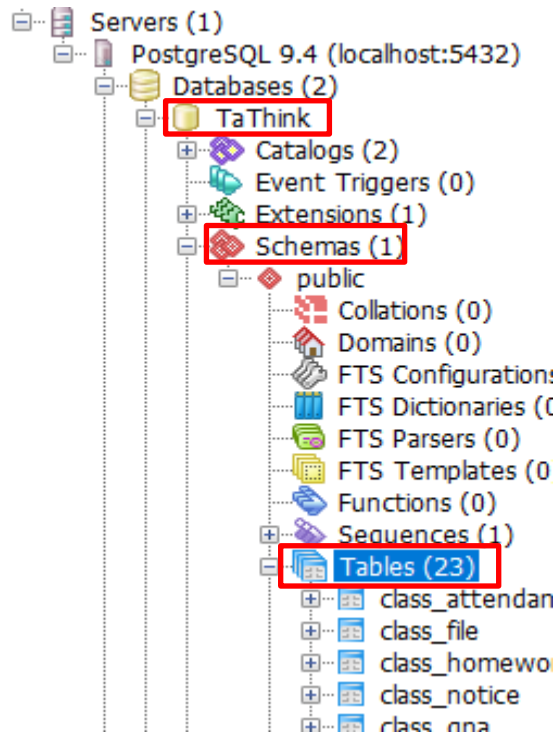 Servers (1)
PostgreSQL 9.4 (localhost:5432)
Databases (2)
TaThink
Catalogs (2)
Event Triggers (0)
Extensions (1)
Schemas (1)
public
Collations (0)
Domains (0)
FTS Configurations
FTS Dictionaries (0
FTS Parsers (0)
FTS Templates (0
Functions (0)
Sequences (1)
Tables (23)
class_attendan
class_file
class_homewor
class_notice
class_qna